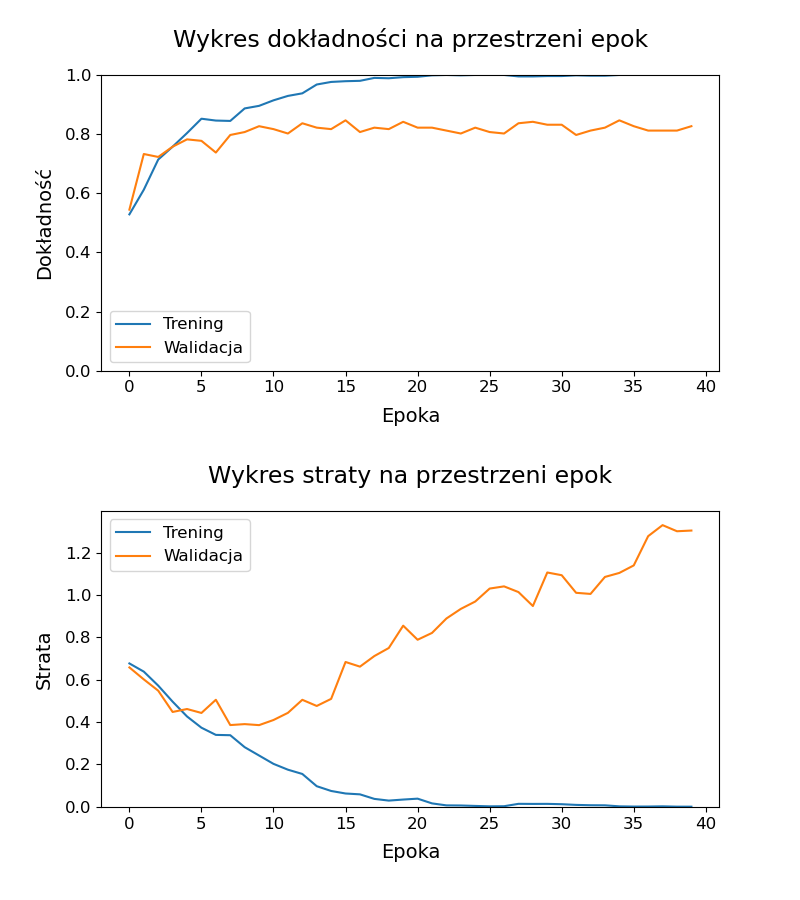 Wykres dokładności na przestrzeni epok
1.0
0.8
0.6
0.4
0.2
0.0
Dokładność
Trening
Walidacja
0 5 10 15 20 25 30 35 40
Epoka
Wykres straty na przestrzeni epok
Trening
Walidacja
1.2
1.0
0.8
0.6
0.4
0.2
0.0
Strata
0 5 10 15 20 25 30 35 40
Epoka